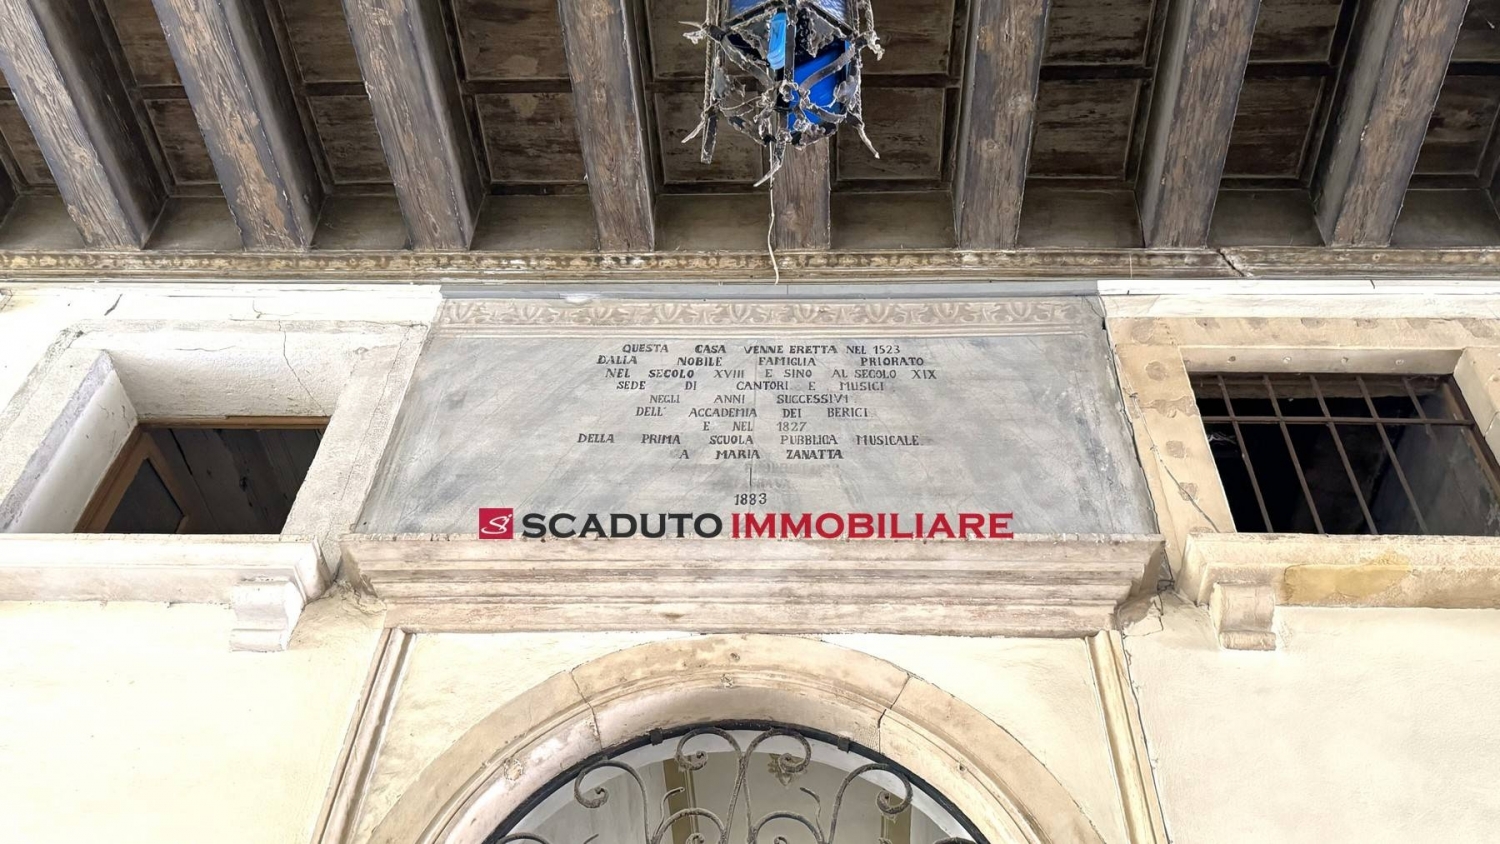 QUESTA CASA VENNE ERETTA NEL 1523
DALLA NOBILE FAMIGLIA PRIORATO
NEL SECOLO XVIII E SINO AL SECOLO XIX
SEDE DI CANTORI E MUSICI
NEGLI ANNI SUCCESSIVI
DELL' ACCADEMIA DEI BERICI
E NEL 1827
DELLA PRIMA SCUOLA PUBBLICA MUSICALE
A MARIA ZANATTA
1883
SCADUTO IMMOBILIARE